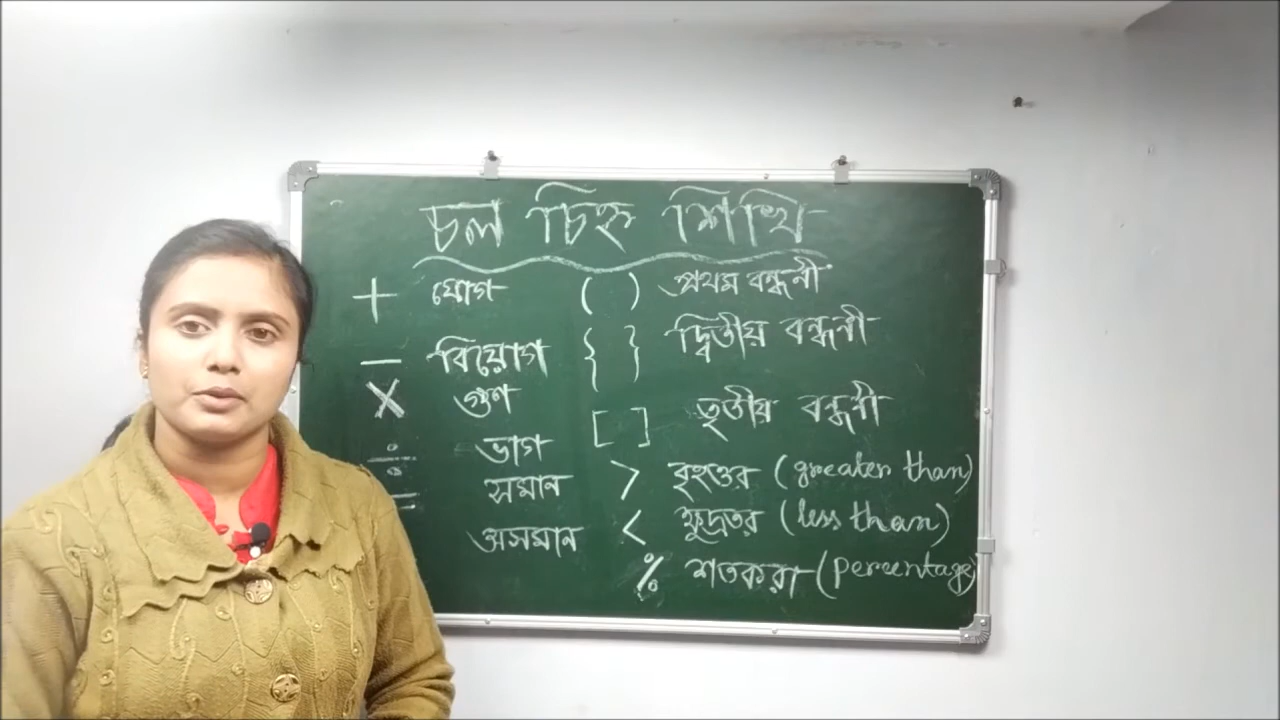 চল চিহ্ন শিখি
+ যোগ ( ) প্রথম বন্ধনী
− বিয়োগ { } দ্বিতীয় বন্ধনী
× গুণ [ ] তৃতীয় বন্ধনী
÷ ভাগ > বৃহত্তর (greater than)
= সমান < ক্ষুদ্রতর (less than)
অসমান % শতকরা (percentage)